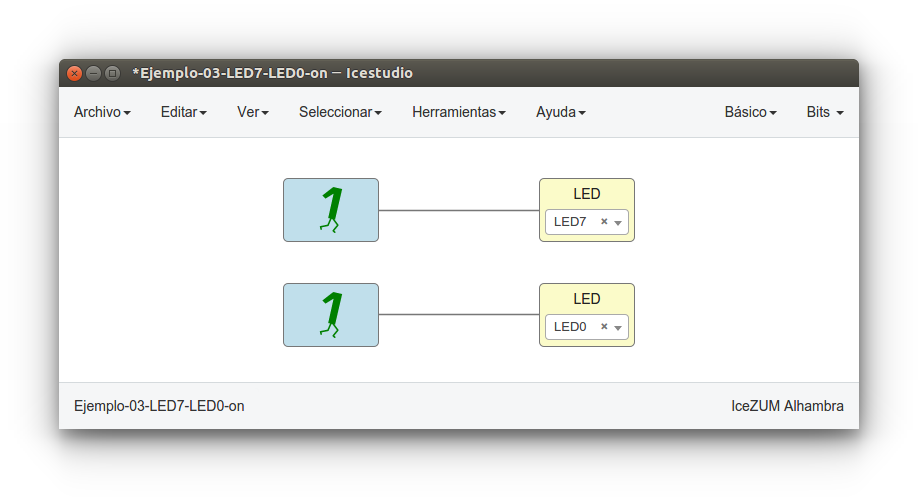 *Ejemplo-03-LED7-LED0-on — Icestudio
Archivo Editar Ver Seleccionar Herramientas Ayuda Básico Bits
1 LED
LED7 ×
1 LED
LED0 ×
Ejemplo-03-LED7-LED0-on IceZUM Alhambra